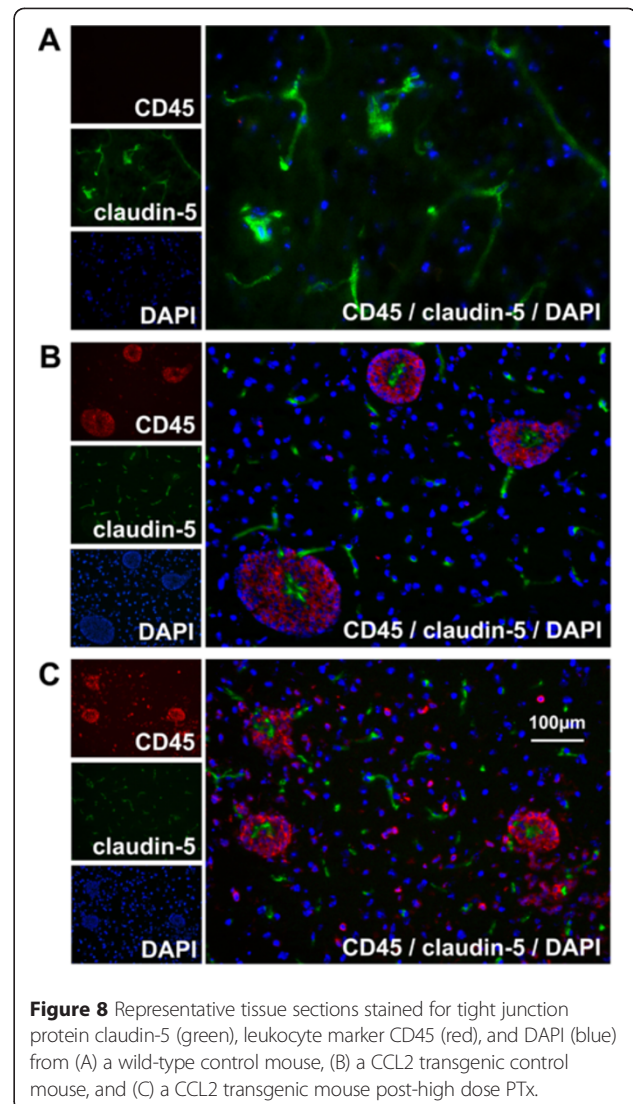 A
CD45
claudin-5
DAPI
CD45 / claudin-5 / DAPI
B
CD45
claudin-5
DAPI
CD45 / claudin-5 / DAPI
C
CD45
100µm
claudin-5
DAPI
CD45 / claudin-5 / DAPI
Figure 8 Representative tissue sections stained for tight junction
protein claudin-5 (green), leukocyte marker CD45 (red), and DAPI (blue)
from (A) a wild-type control mouse, (B) a CCL2 transgenic control
mouse, and (C) a CCL2 transgenic mouse post-high dose PTx.